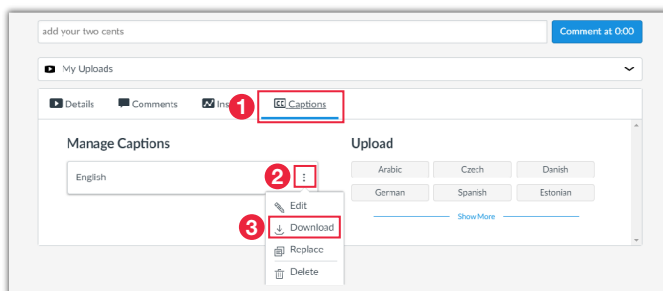 add your two cents
Comment at 0:00
My Uploads
Details Comments Ins 1 CC Captions
Manage Captions Upload
English 2
Arabic Czech Danish
German Spanish Estonian
Show More
Edit
3 Download
Replace
Delete